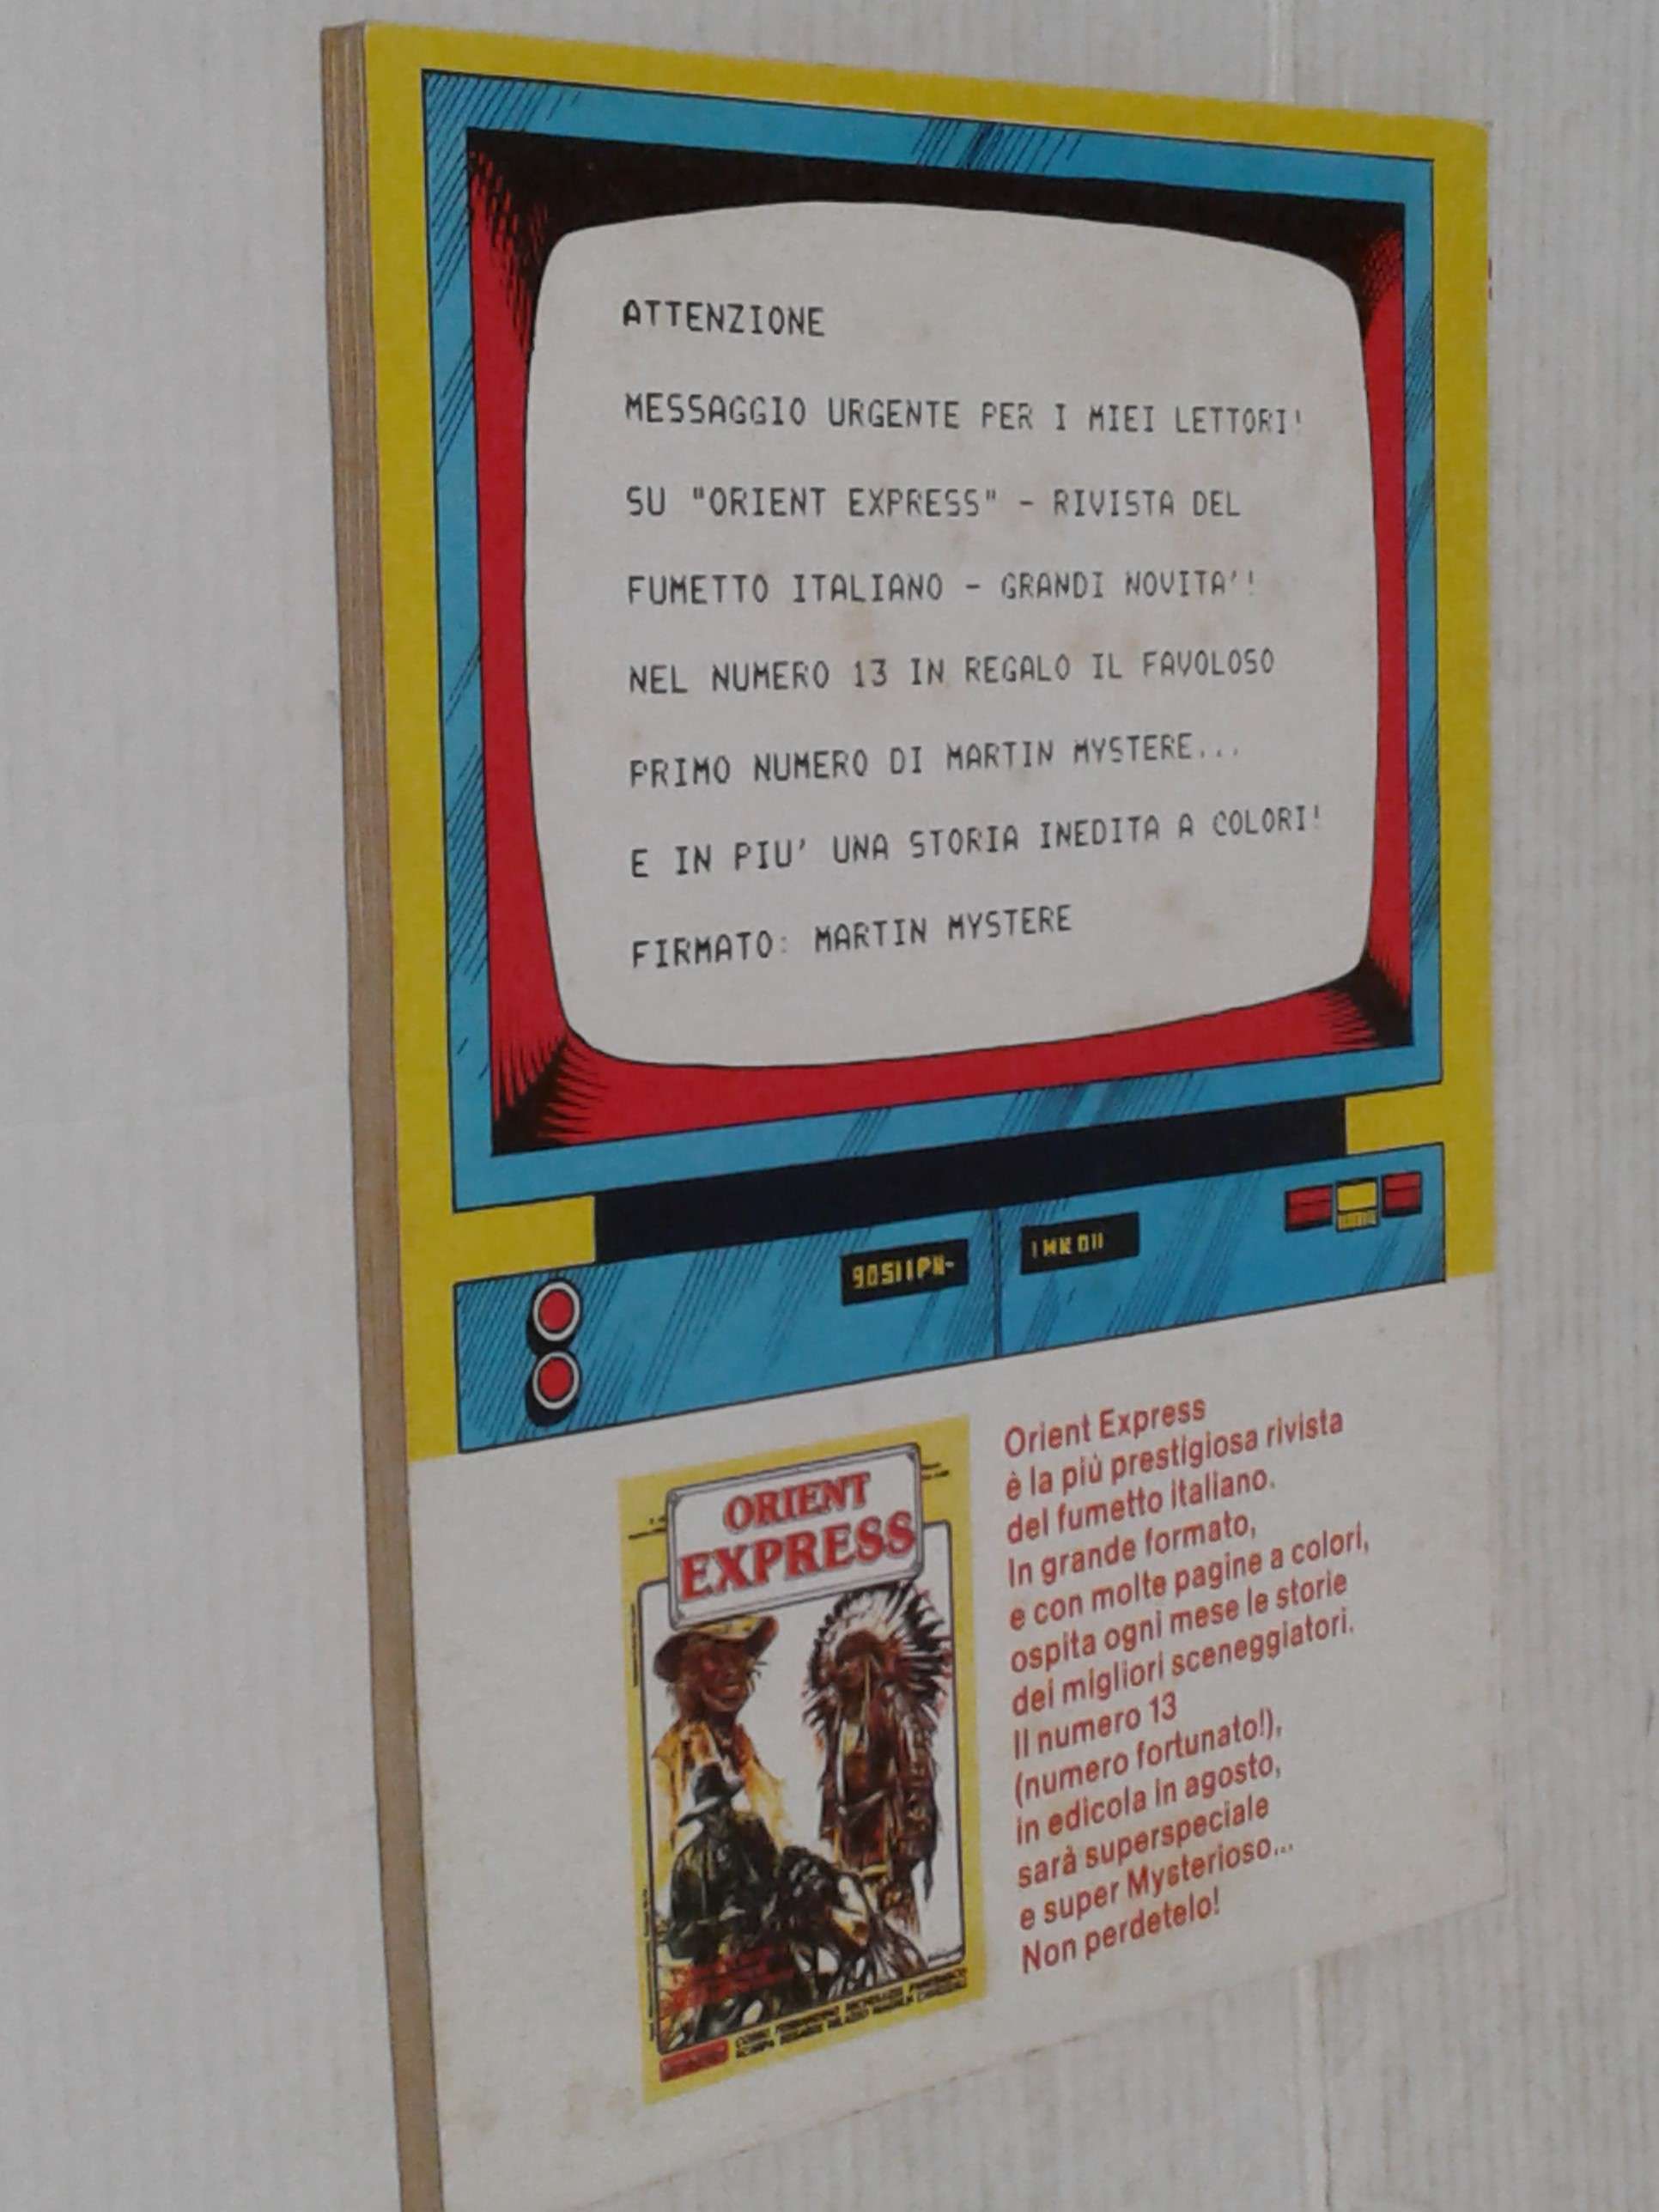 ATTENZIONE
MESSAGGIO URGENTE PER I MIEI LETTORI!
SU "ORIENT EXPRESS" - RIVISTA DEL
FUMETTO ITALIANO - GRANDI NOVITA'!
NEL NUMERO 13 IN REGALO IL FAVOLOSO
PRIMO NUMERO DI MARTIN MYSTERE...
E IN PIU' UNA STORIA INEDITA A COLORI!
FIRMATO: MARTIN MYSTERE
ORIENT
EXPRESS
Orient Express
è la più prestigiosa rivista
del fumetto italiano.
In grande formato,
e con molte pagine a colori,
ospita ogni mese le storie
dei migliori sceneggiatori.
Il numero 13
(numero fortunato!),
in edicola in agosto,
sarà superspeciale
e super Mysterioso...
Non perdetelo!